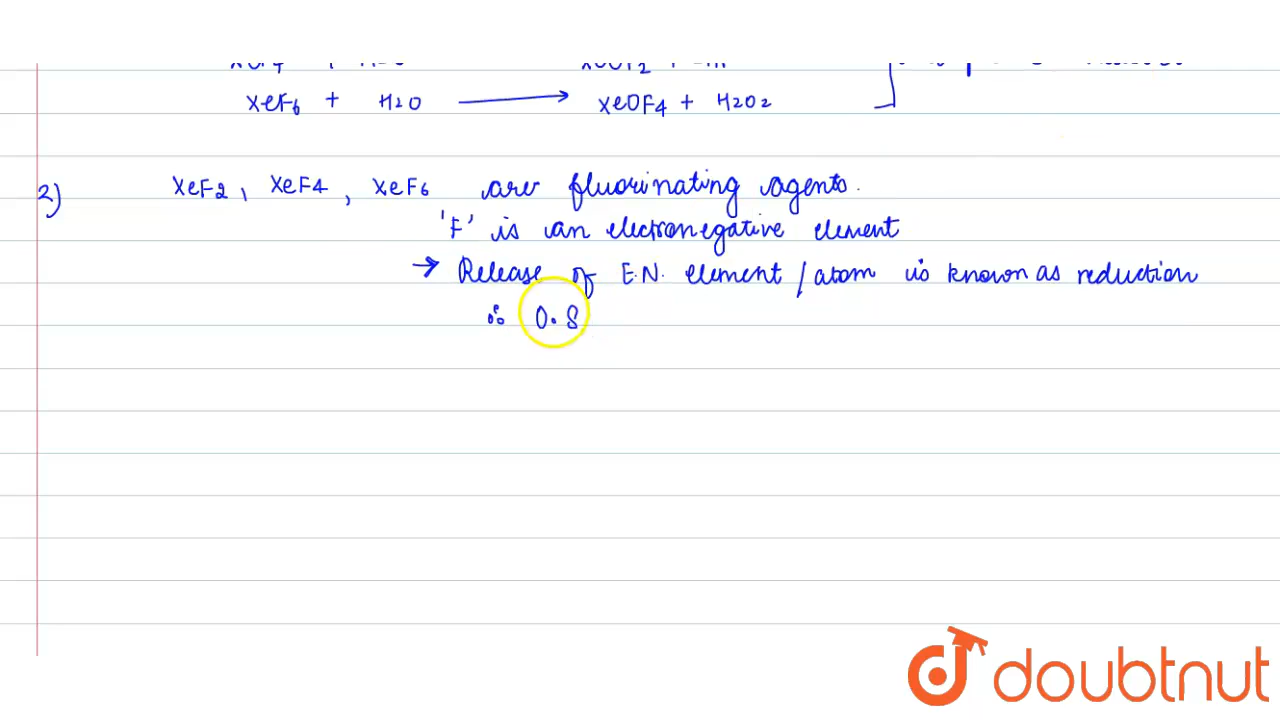 XeF6 + H2O → XeOF4 + H2O2
2) XeF2, XeF4, XeF6 are fluorinating agents.
'F' is an electronegative element
→ Release of E.N. element/atom is known as reduction
∴ O.S
doubtnut